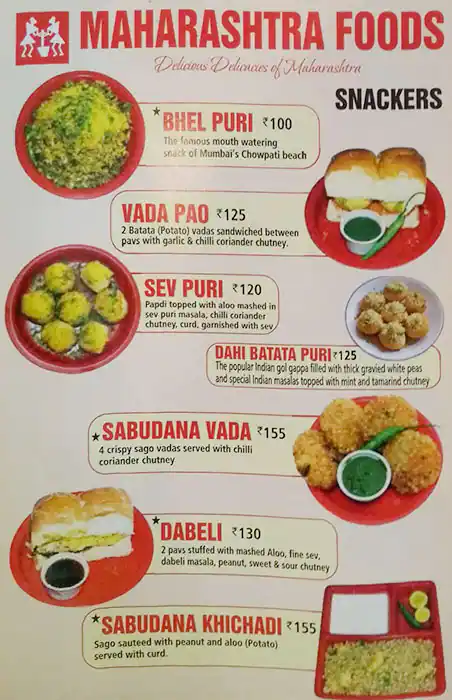 MAHARASHTRA FOODS
Delicious Delicacies of Maharashtra
SNACKERS
★BHEL PURI ₹100
The famous mouth watering
snack of Mumbai's Chowpati beach
VADA PAO ₹125
2 Batata (Potato) vadas sandwiched between
pavs with garlic & chilli coriander chutney.
SEV PURI ₹120
Papdi topped with aloo mashed in
sev puri masala, chilli coriander
chutney, curd, garnished with sev
DAHI BATATA PURI ₹125
The popular Indian gol gappa filled with thick gravied white peas
and special Indian masalas topped with mint and tamarind chutney
★SABUDANA VADA ₹155
4 crispy sago vadas served with chilli
coriander chutney
★DABELI ₹130
2 pavs stuffed with mashed Aloo, fine sev,
dabeli masala, peanut, sweet & sour chutney
★SABUDANA KHICHADI ₹155
Sago sauteed with peanut and aloo (Potato)
served with curd.